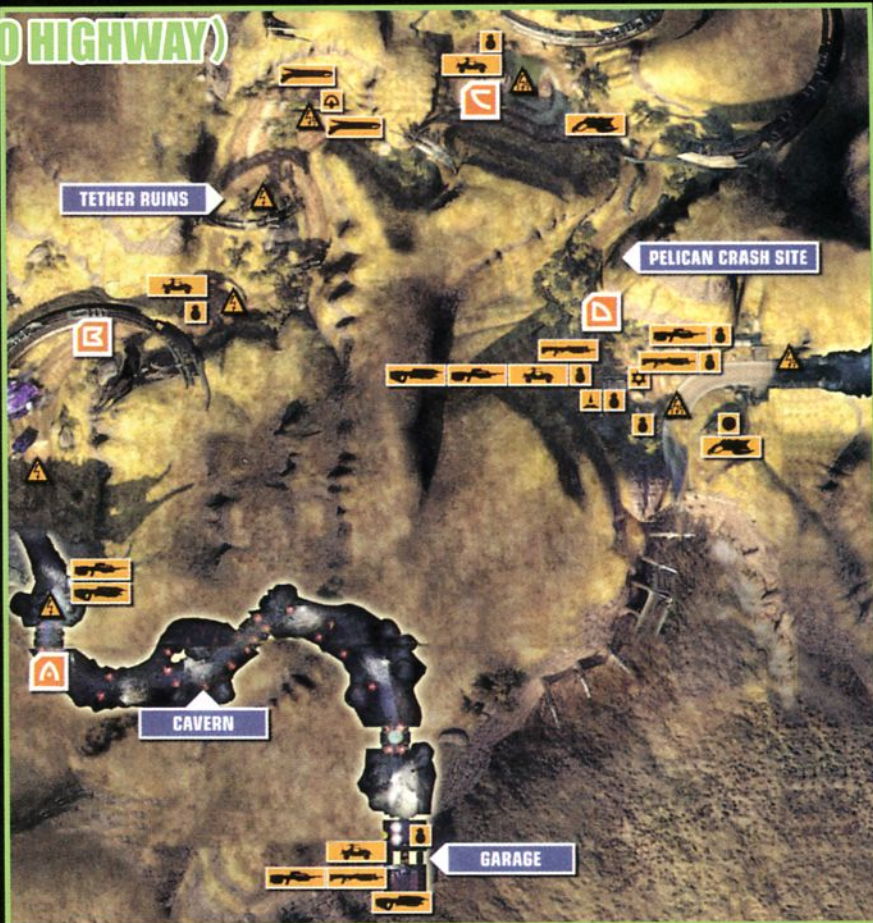 O HIGHWAY)
TETHER RUINS
PELICAN CRASH SITE
A
B
C
D
CAVERN
GARAGE